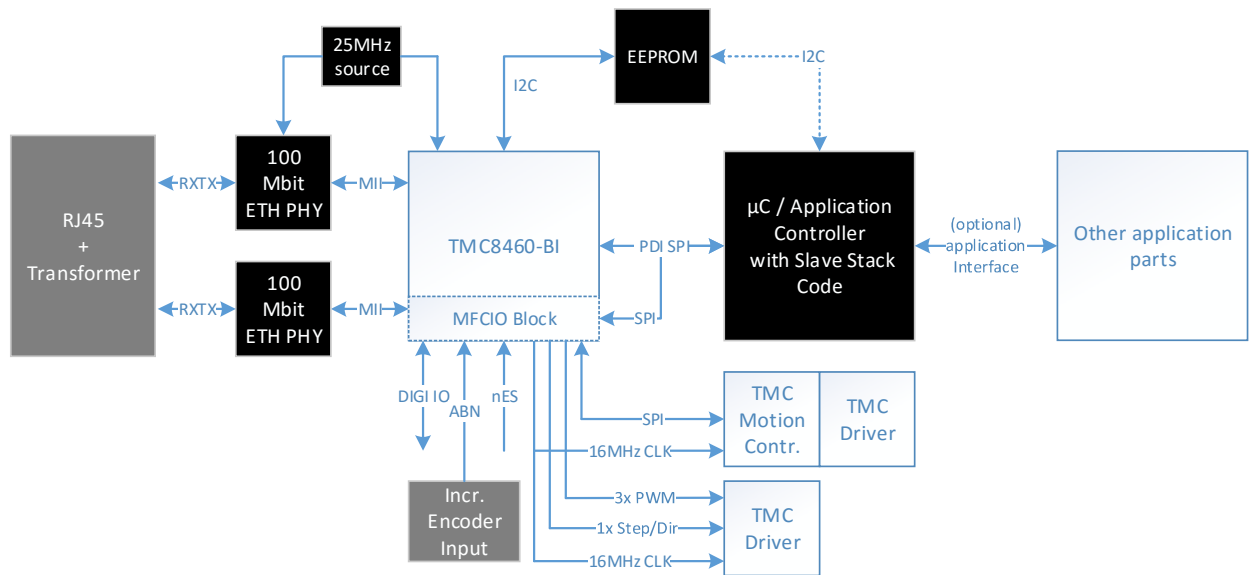 25MHz
source
EEPROM
I2C
I2C
RJ45
+
Transformer
RXTX
100
Mbit
ETH PHY
MII
TMC8460-BI
PDI SPI
µC / Application
Controller
with Slave Stack
Code
(optional)
application
Interface
Other application
parts
RXTX
100
Mbit
ETH PHY
MII
MFCIO Block
SPI
DIGI IO
ABN
nES
SPI
16MHz CLK
TMC
Motion
Contr.
TMC
Driver
Incr.
Encoder
Input
3x PWM
1x Step/Dir
16MHz CLK
TMC
Driver